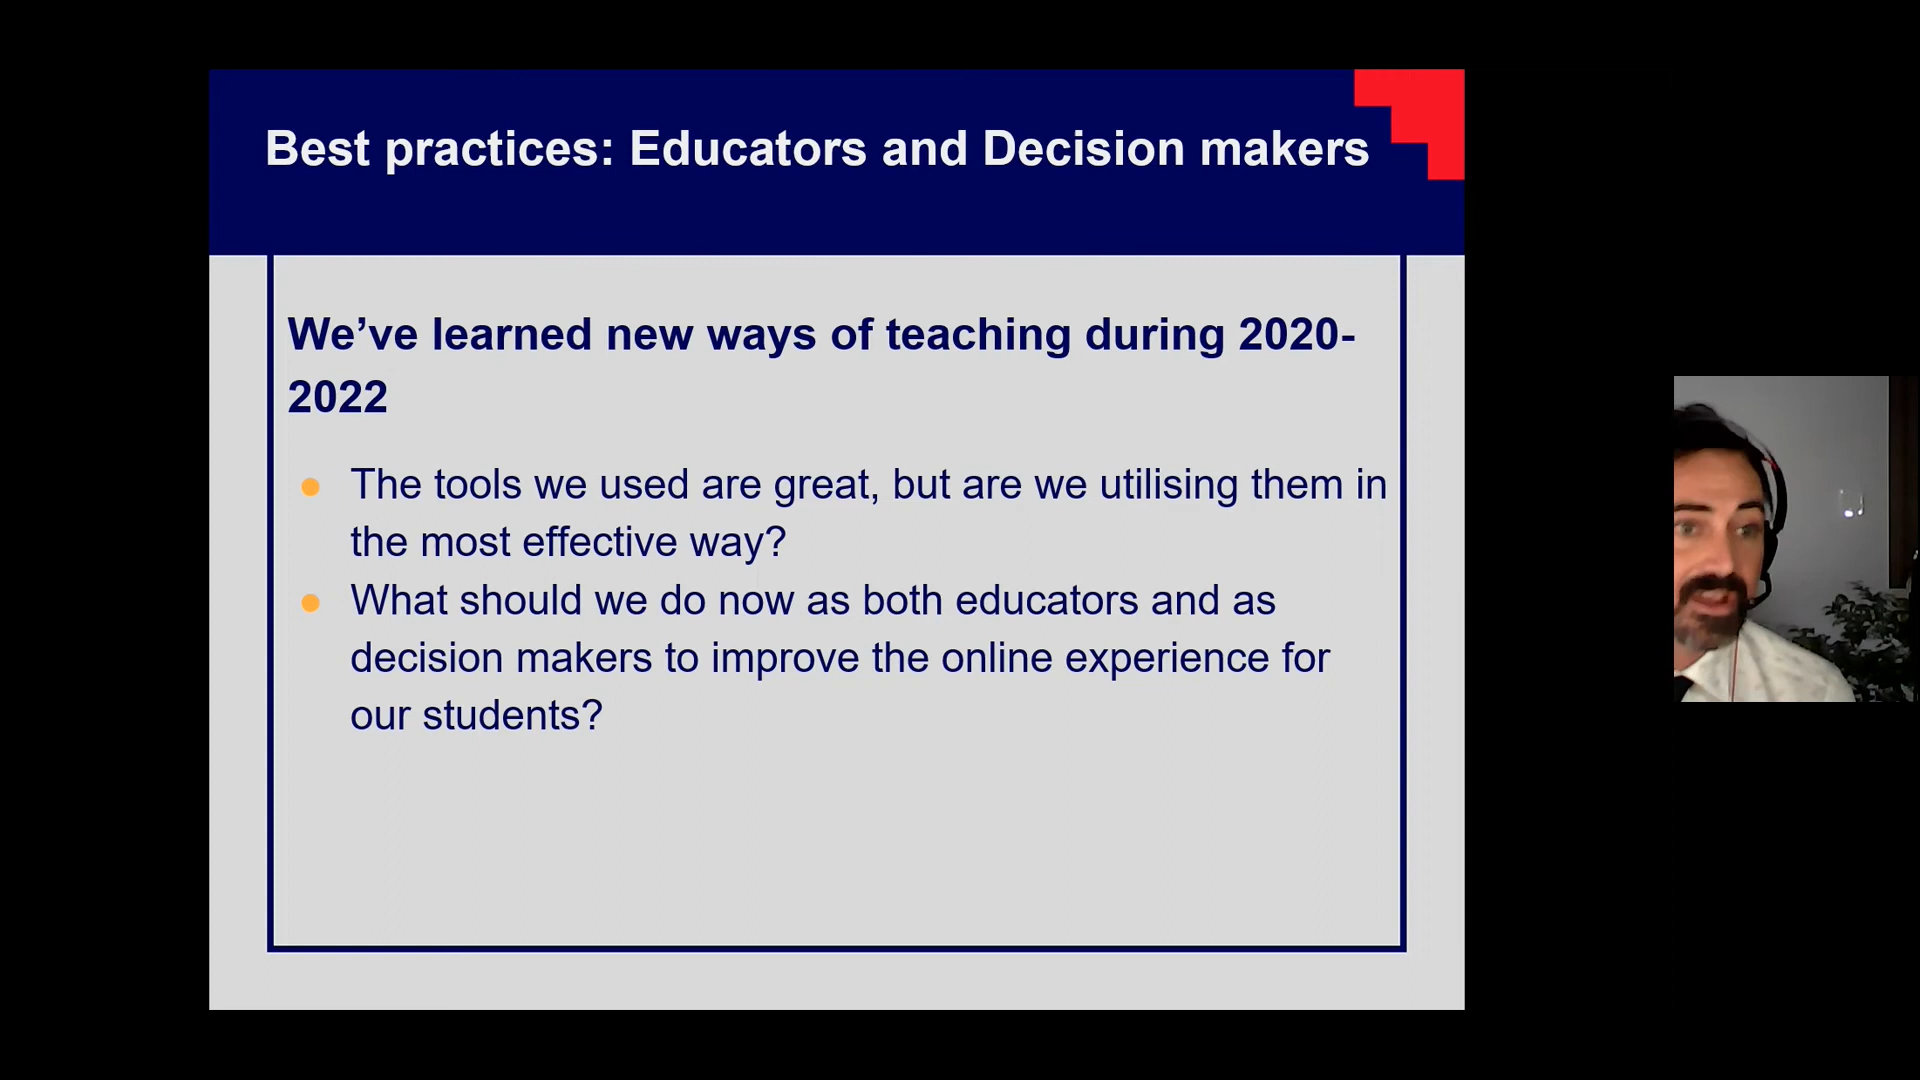 Best practices: Educators and Decision makers
We’ve learned new ways of teaching during 2020-
2022
The tools we used are great, but are we utilising them in
the most effective way?
What should we do now as both educators and as
decision makers to improve the online experience for
our students?